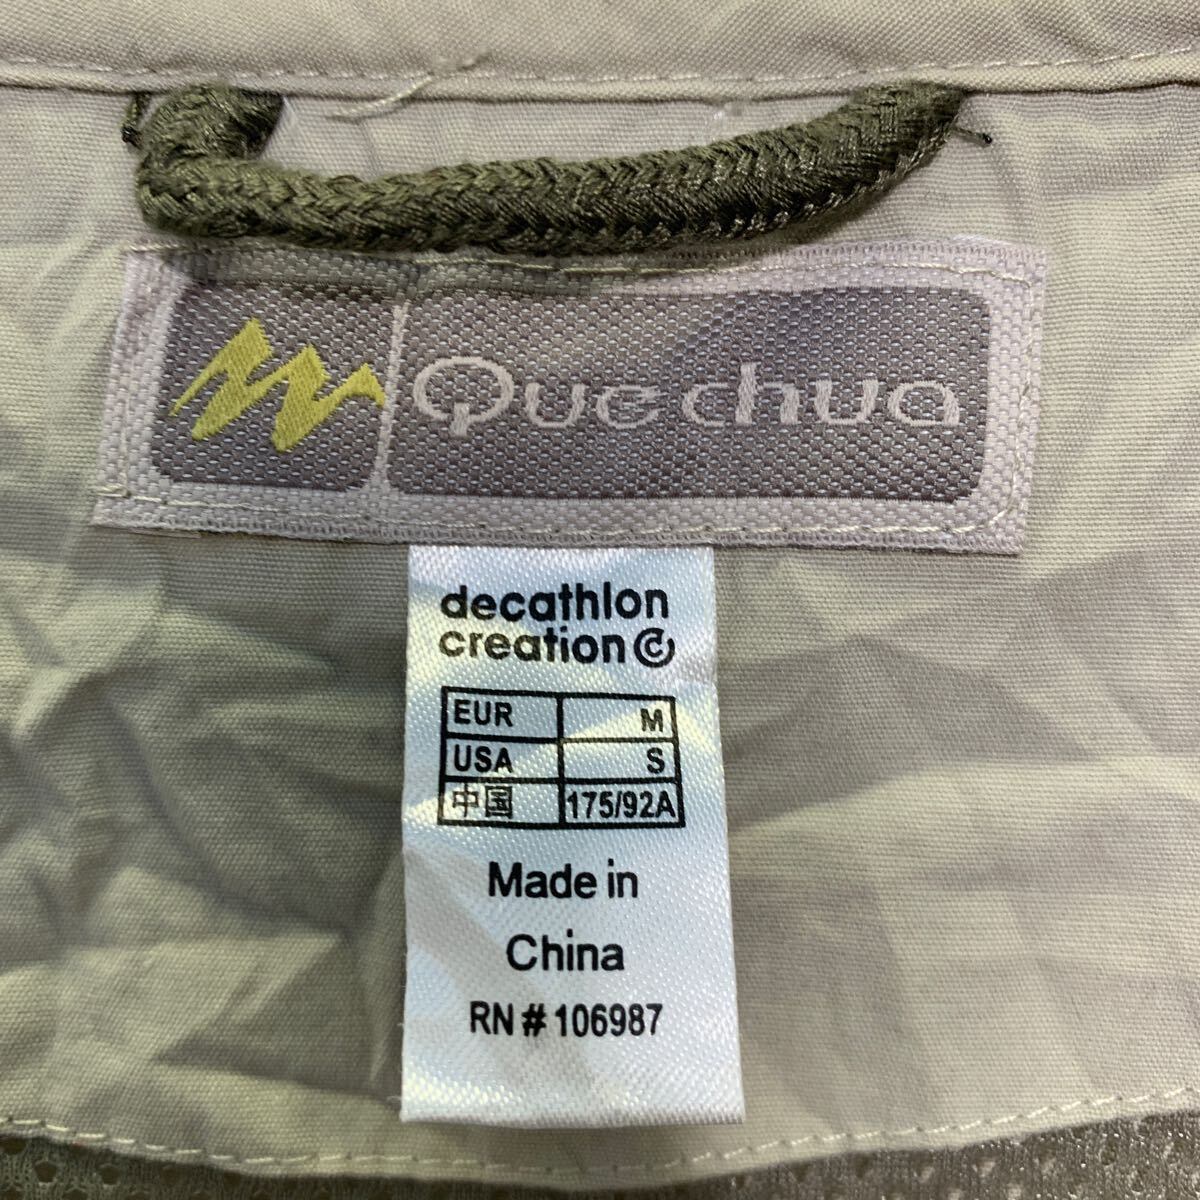 Quechua
decathlon
creation
EUR M
USA S
中国 175/92A
Made in
China
RN # 106987